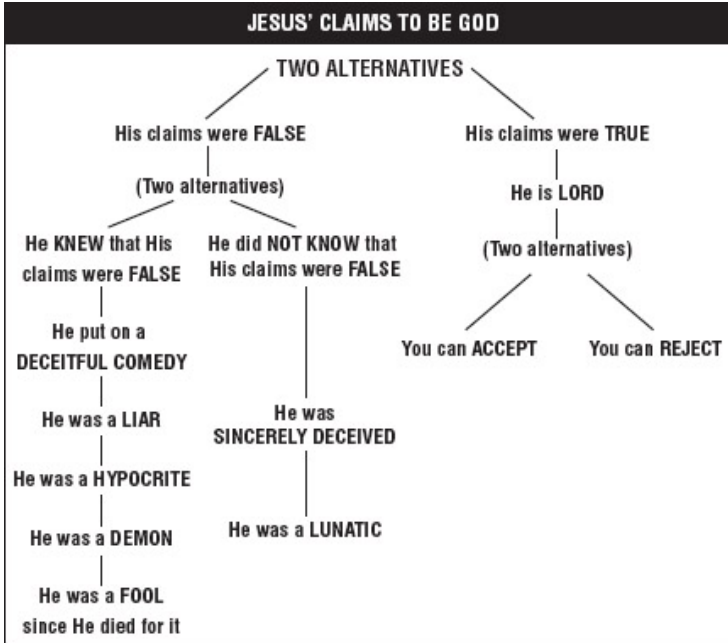 JESUS' CLAIMS TO BE GOD
TWO ALTERNATIVES
His claims were FALSE
(Two alternatives)
He KNEW that His
claims were FALSE
He put on a
DECEITFUL COMEDY
He was a LIAR
He was a HYPOCRITE
He was a DEMON
He was a FOOL
since He died for it
He did NOT KNOW that
His claims were FALSE
He was
SINCERELY DECEIVED
He was a LUNATIC
His claims were TRUE
He is LORD
(Two alternatives)
You can ACCEPT
You can REJECT